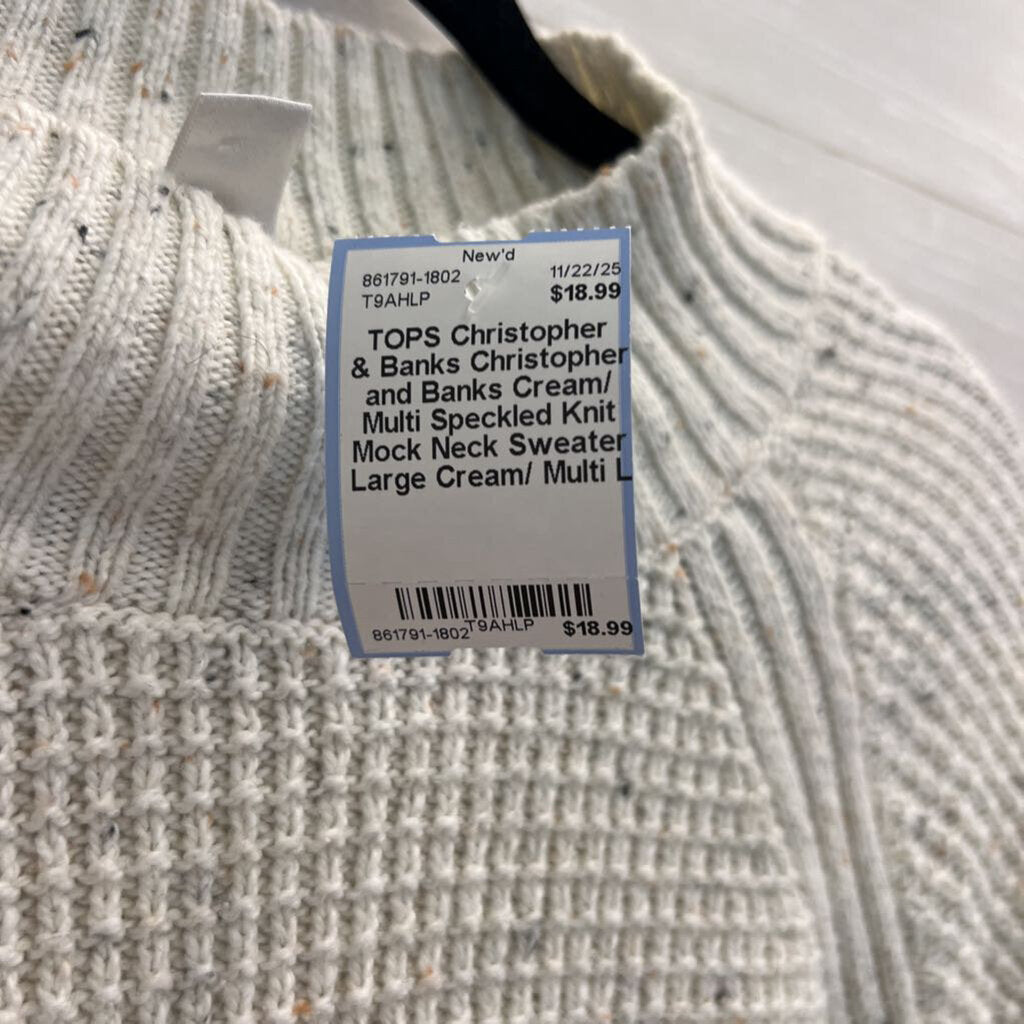 New'd
861791-1802 11/22/25
T9AHLP $18.99
TOPS Christopher
& Banks Christopher
and Banks Cream/
Multi Speckled Knit
Mock Neck Sweater
Large Cream/ Multi L
861791-1802 T9AHLP $18.99